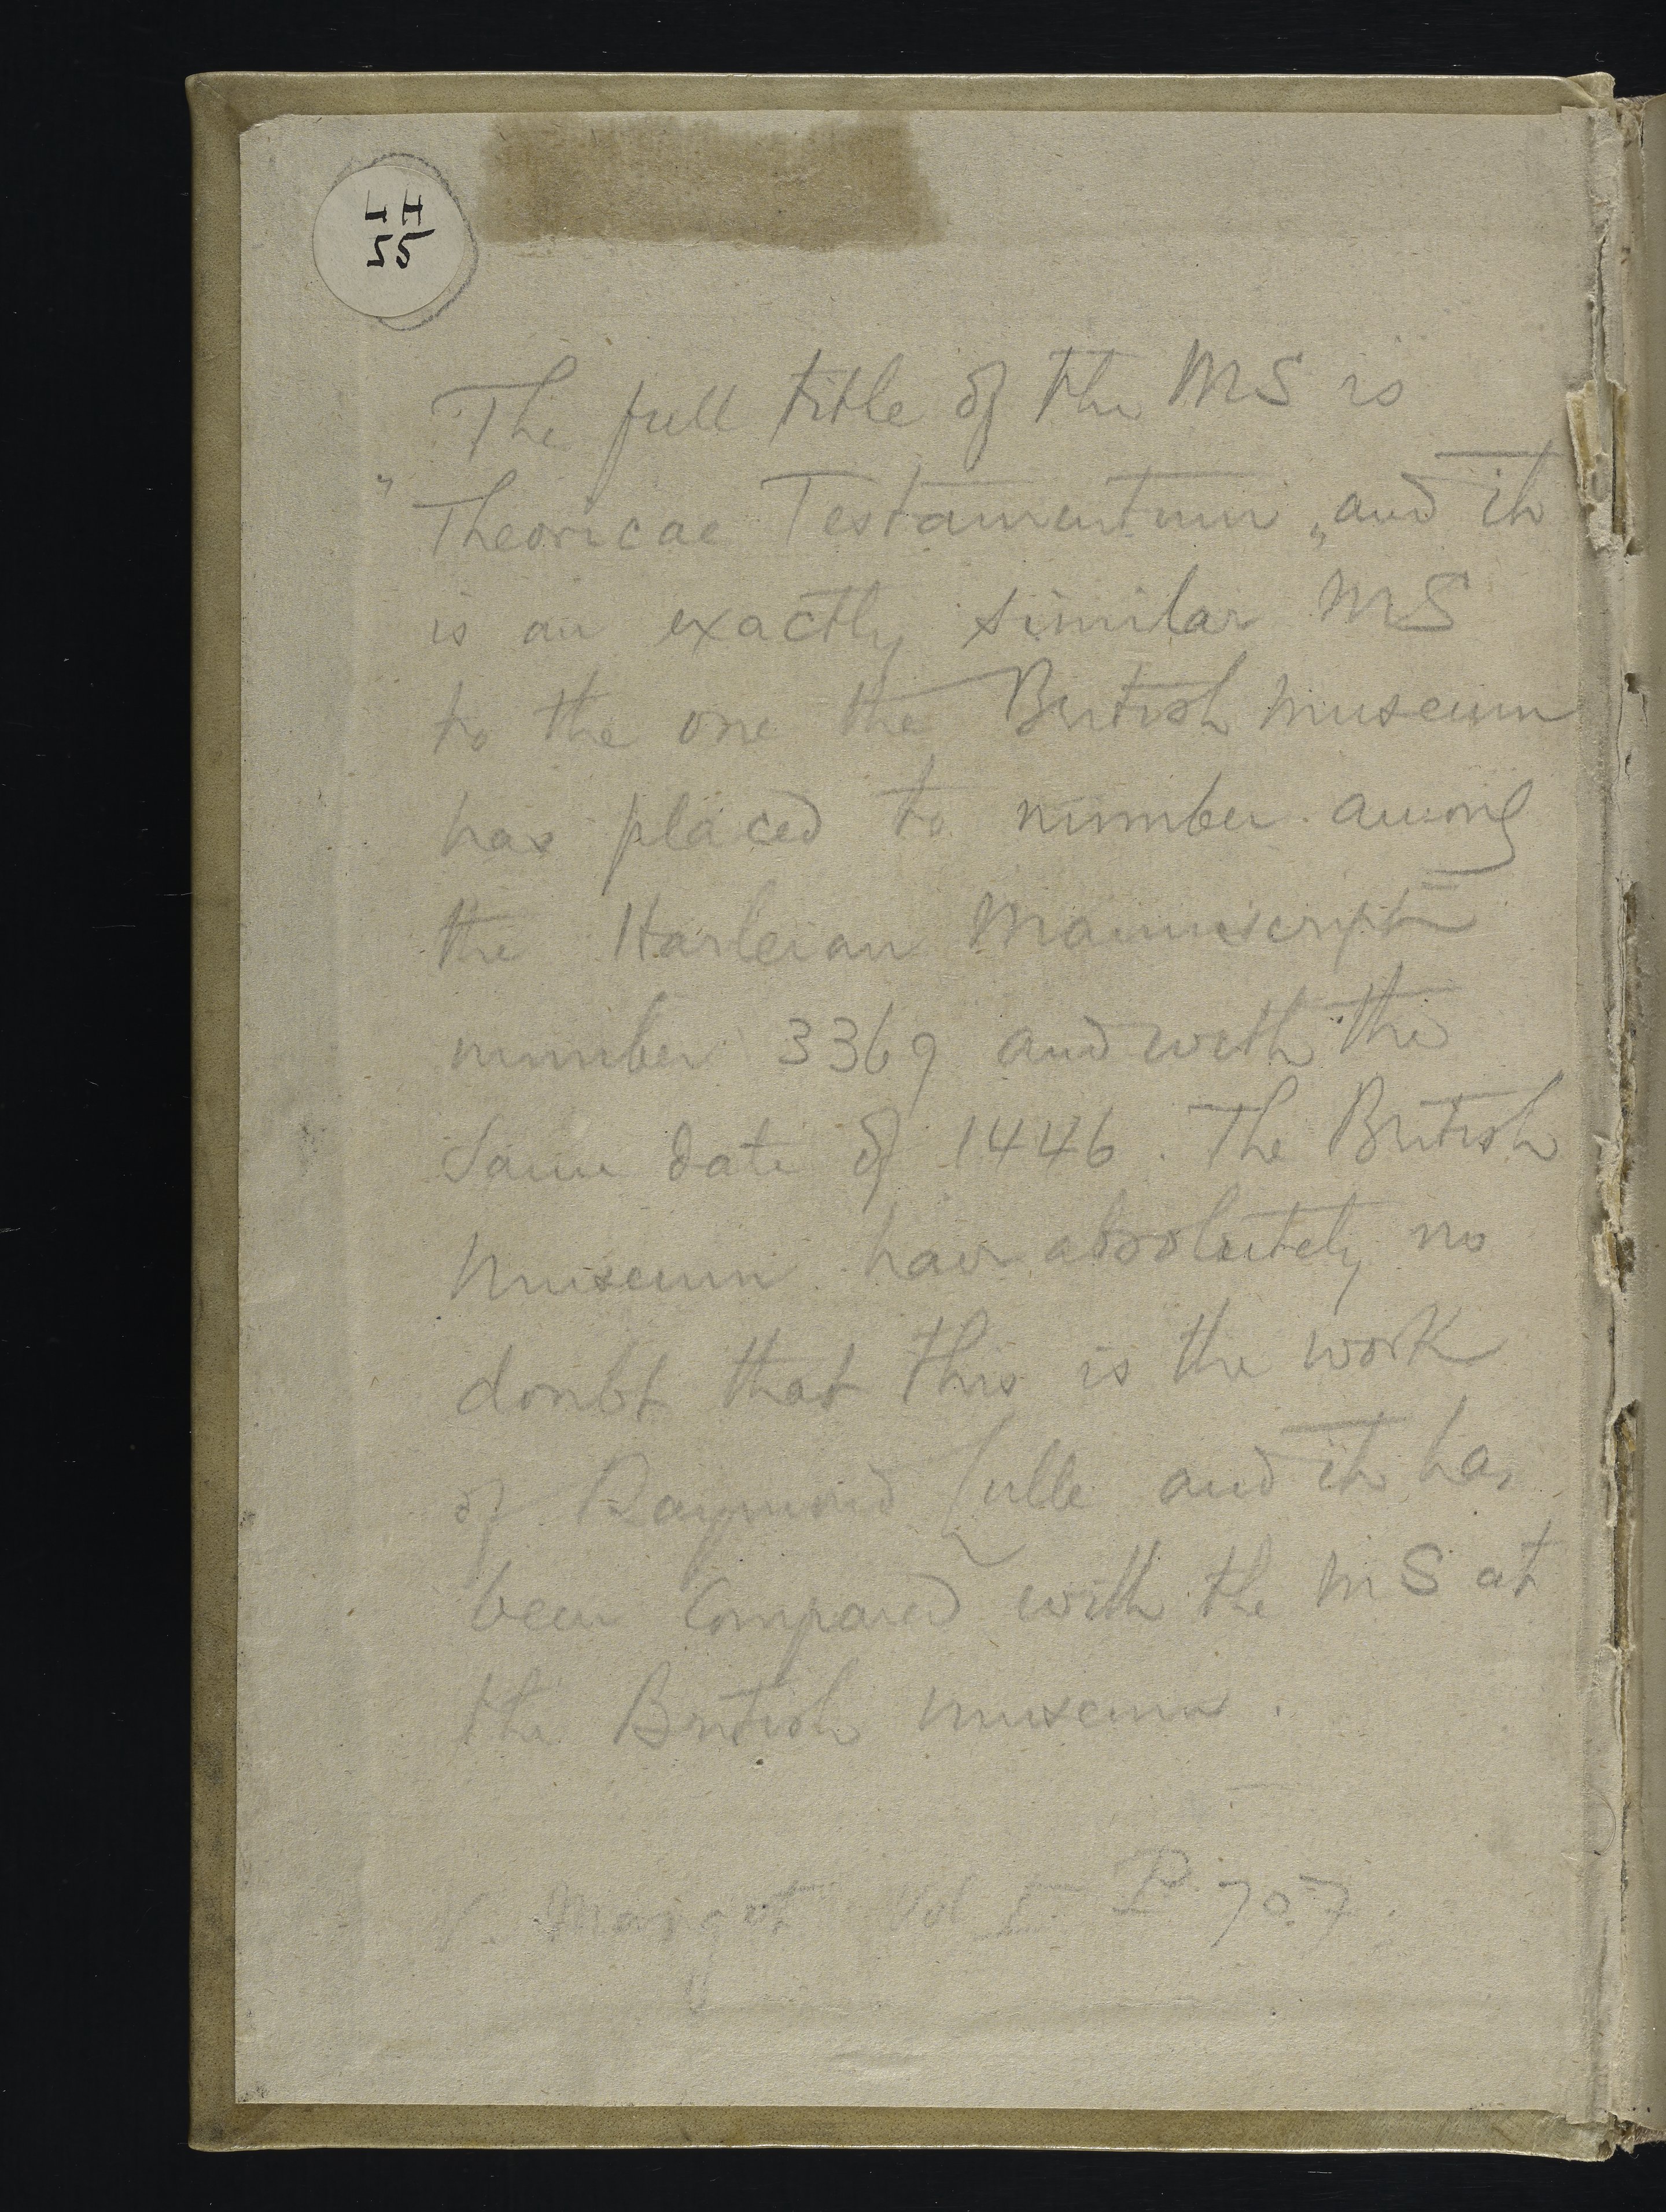 LH
55
The full title of the MS is
"Theoricae Testamentum„ and it
is an exactly similar MS
to the one the British Museum
has placed to number among
the Harleian Manuscript
number 3369 and with the
Same date of 1446. The British
Museum have absolutely no
doubt that this is the work
of Raymond Lulle and it has
been Compared with the MS at
the British museum.
V. Vol I P. 707.